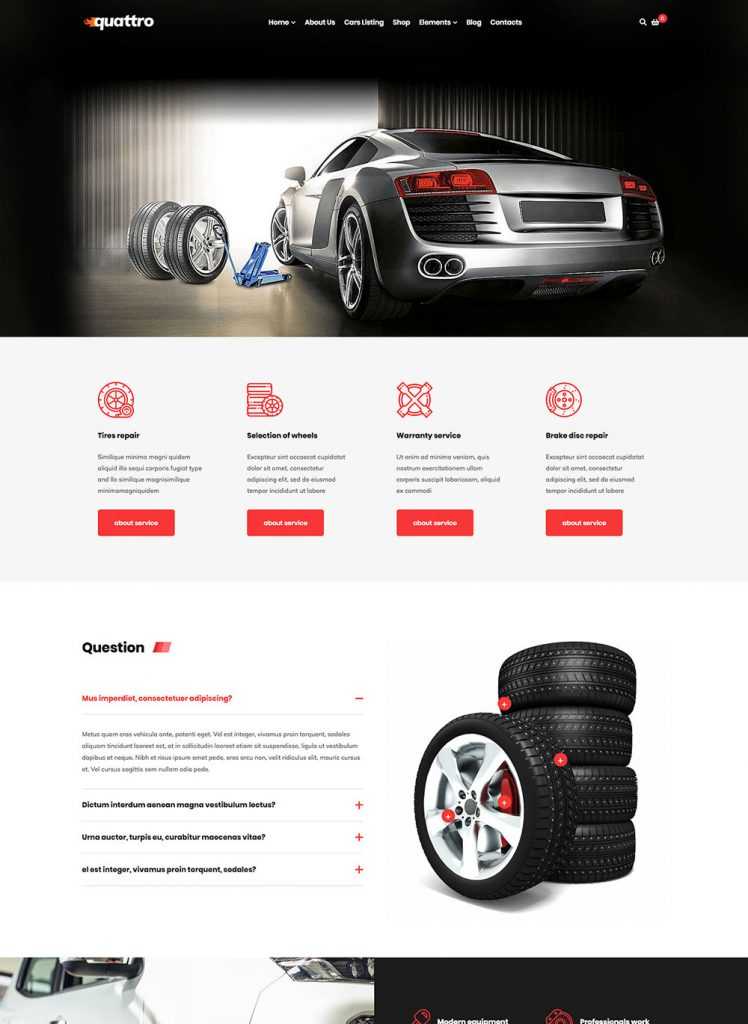 quattro
Home About Us Cars Listing Shop Elements Blog Contacts
Tires repair
Similique minima magni quidem
aliquid illo sequi corporis fugiat type
and llo similique magnisimilique
minimamagniquidem
about service
Selection of wheels
Excepteur sint occaecat cupidatat
dolor sit amet, consectetur
adipiscing elit, sed do eiusmod
tempor incididunt ut labore
about service
Warranty service
Ut enim ad minima veniam, quis
nostrum exercitationem ullam
corporis suscipit laboriosam, aliquid
ex commodi
about service
Brake disc repair
Excepteur sint occaecat cupidatat
dolor sit amet, consectetur
adipiscing elit, sed do eiusmod
tempor incididunt ut labore
about service
Question
Mus imperdiet, consectetuer adipiscing?
Metus quam eras vehicula ante, potenti eget. Vel est integer, vivamus proin torquent, sodales
aliquam tincidunt laoreet est, at in sollicitudin laoreet etiam sit suspendisse, ligula ut vestibulum
dapibus et neque. Nibh et risus ipsum amet pede, eros arcu non, velit ridiculus elit, mauris cursus
et. Vel cursus sagittis sem nullam odio pede.
Dictum interdum aenean magna vestibulum lectus?
Urna auctor, turpis eu, curabitur maecenas vitae?
el est integer, vivamus proin torquent, sodales?
Modern equipment
Professionals work